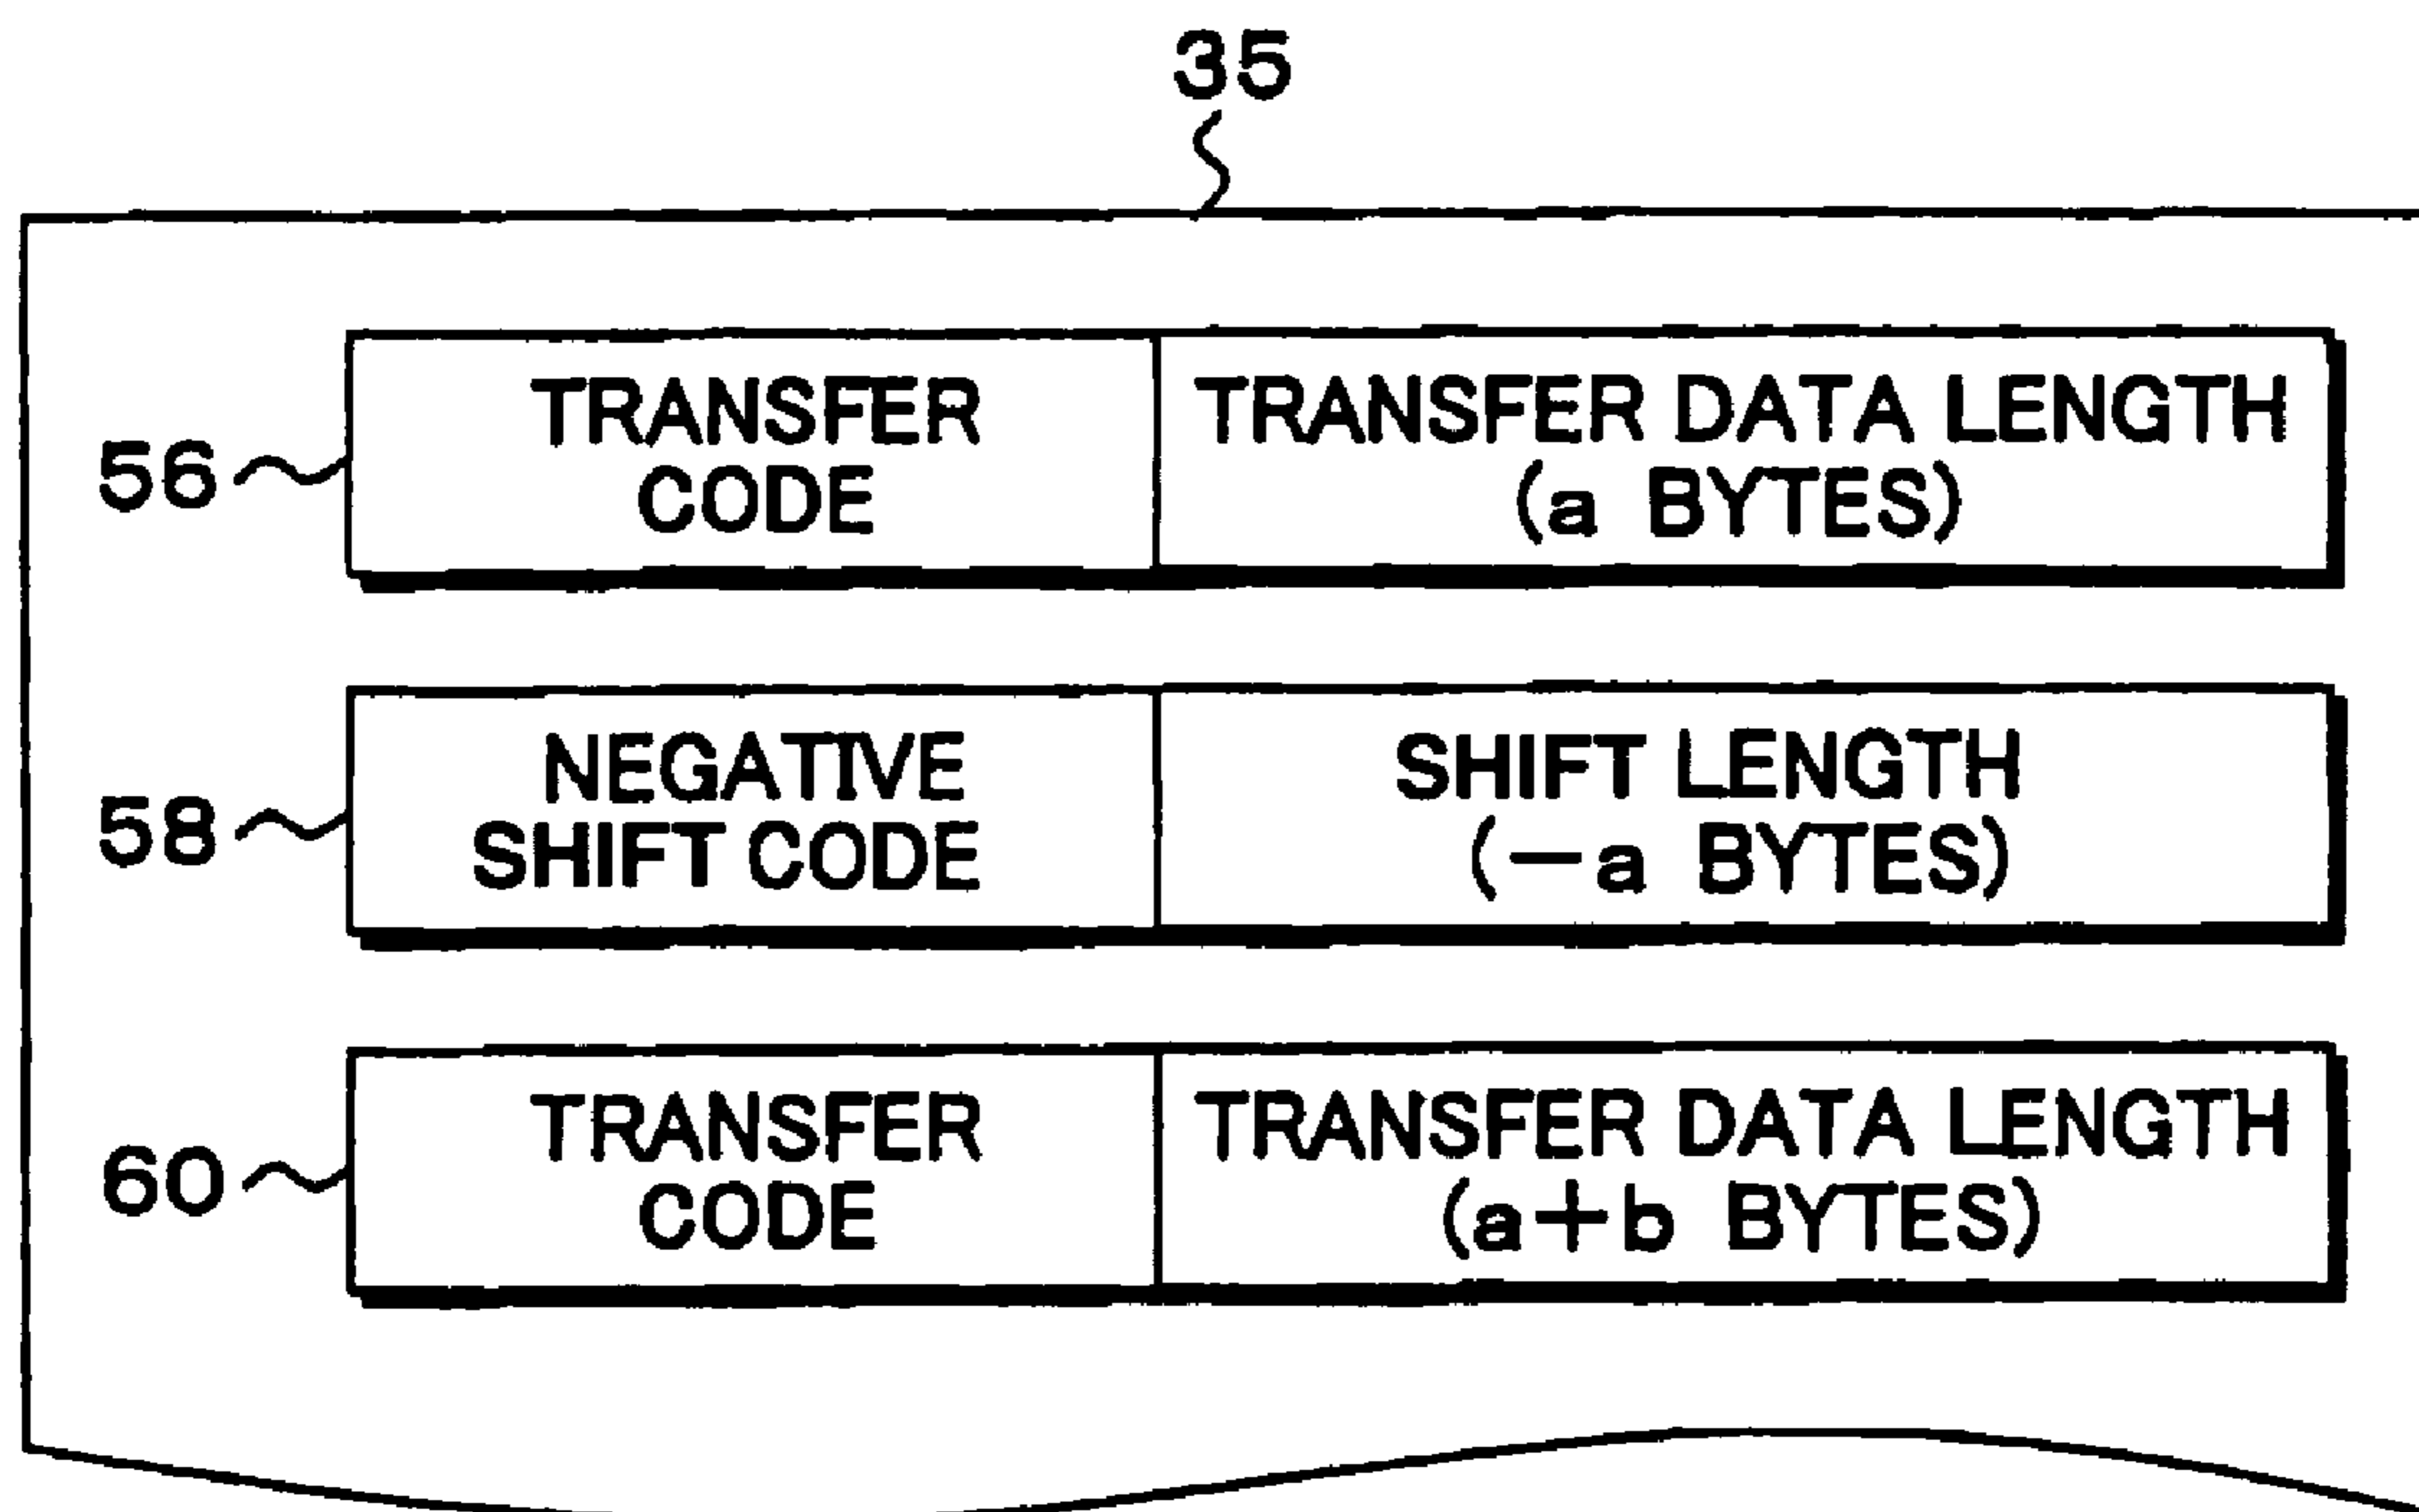 35
56
TRANSFER
CODE
TRANSFER DATA LENGTH
(a BYTES)
58
NEGATIVE
SHIFT CODE
SHIFT LENGTH
(−a BYTES)
60
TRANSFER
CODE
TRANSFER DATA LENGTH
(a+b BYTES)